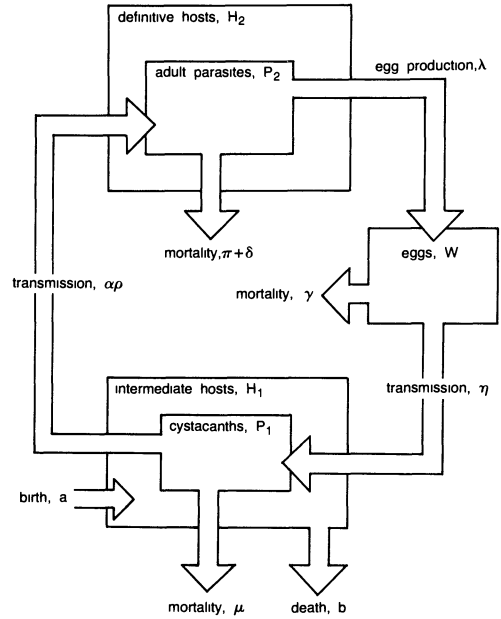 definitive hosts, H₂
egg production,λ
adult parasites, P₂
mortality,π+δ
eggs, W
transmission, αρ
mortality, γ
intermediate hosts, H₁
transmission, η
cystacanths, P₁
birth, a
mortality, μ
death, b